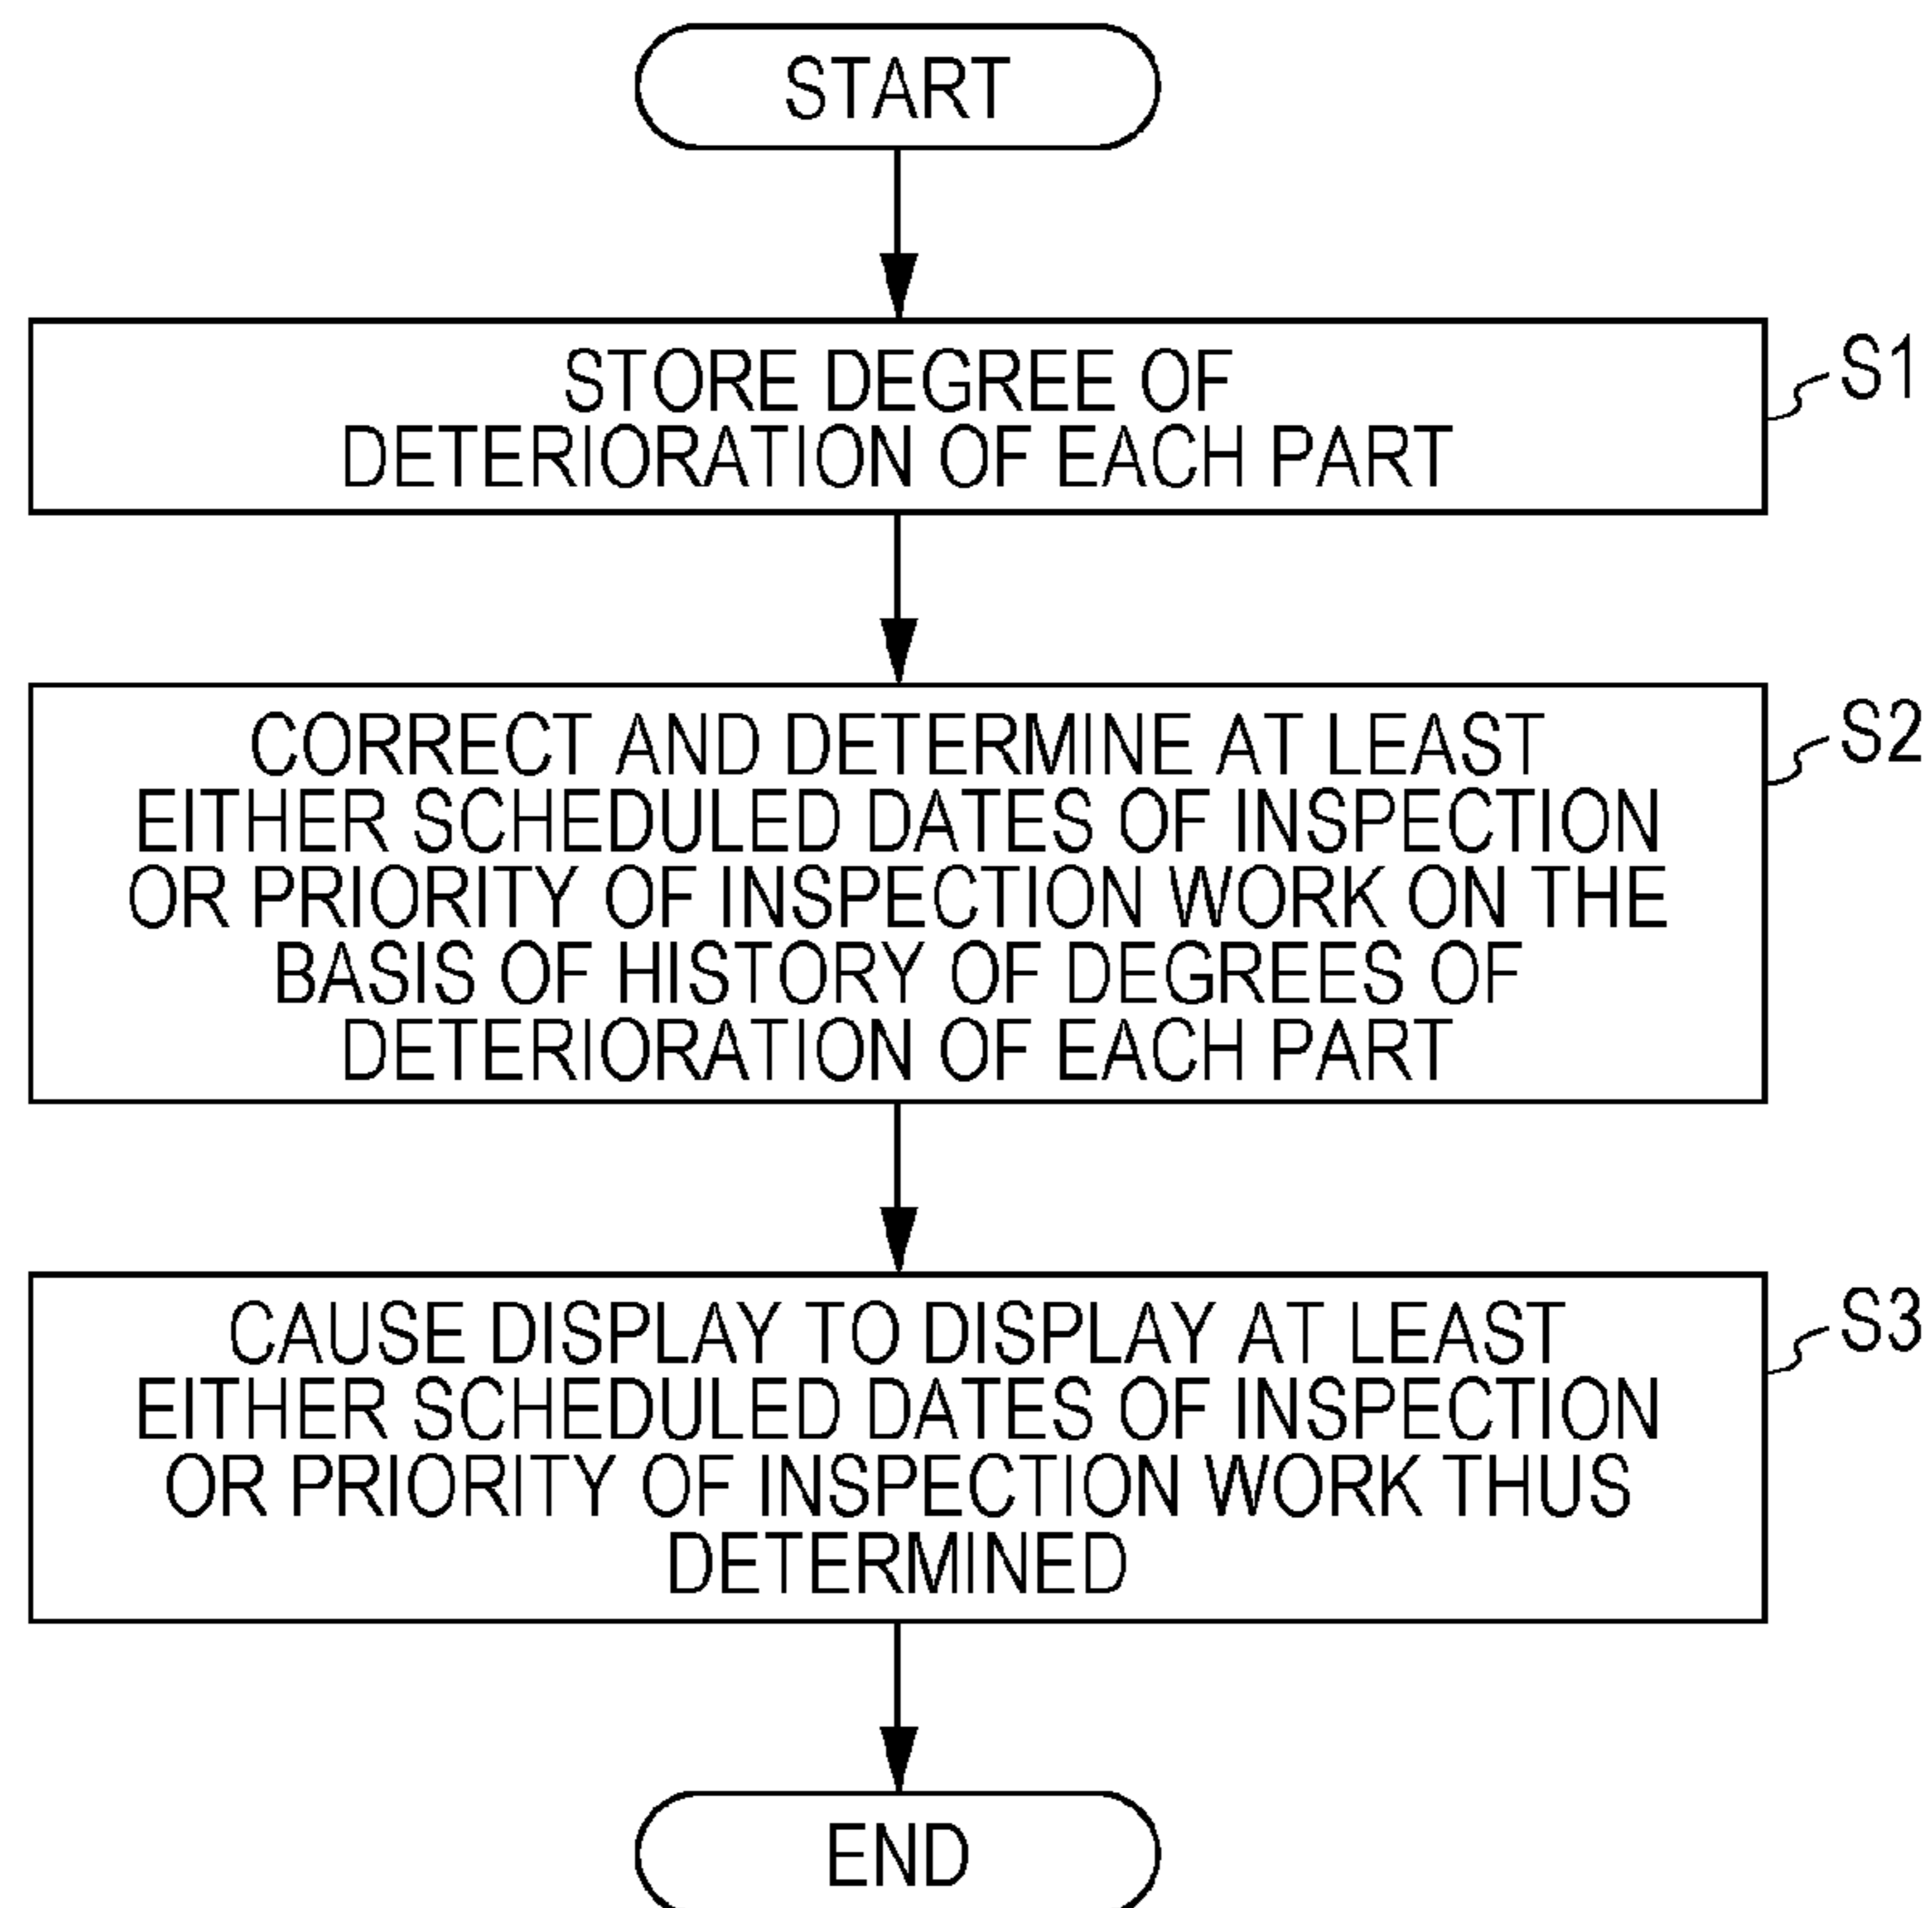 START
STORE DEGREE OF
DETERIORATION OF EACH PART
S1
CORRECT AND DETERMINE AT LEAST
EITHER SCHEDULED DATES OF INSPECTION
OR PRIORITY OF INSPECTION WORK ON THE
BASIS OF HISTORY OF DEGREES OF
DETERIORATION OF EACH PART
S2
CAUSE DISPLAY TO DISPLAY AT LEAST
EITHER SCHEDULED DATES OF INSPECTION
OR PRIORITY OF INSPECTION WORK THUS
DETERMINED
S3
END